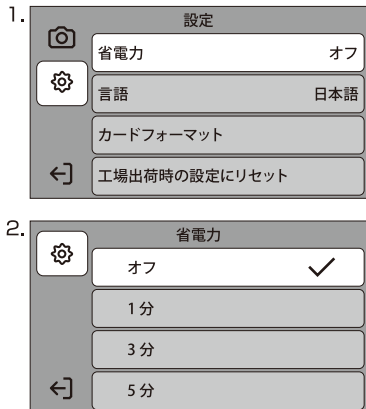 1.
設定
省電力 オフ
言語 日本語
カードフォーマット
工場出荷時の設定にリセット
2.
省電力
オフ
1分
3分
5分